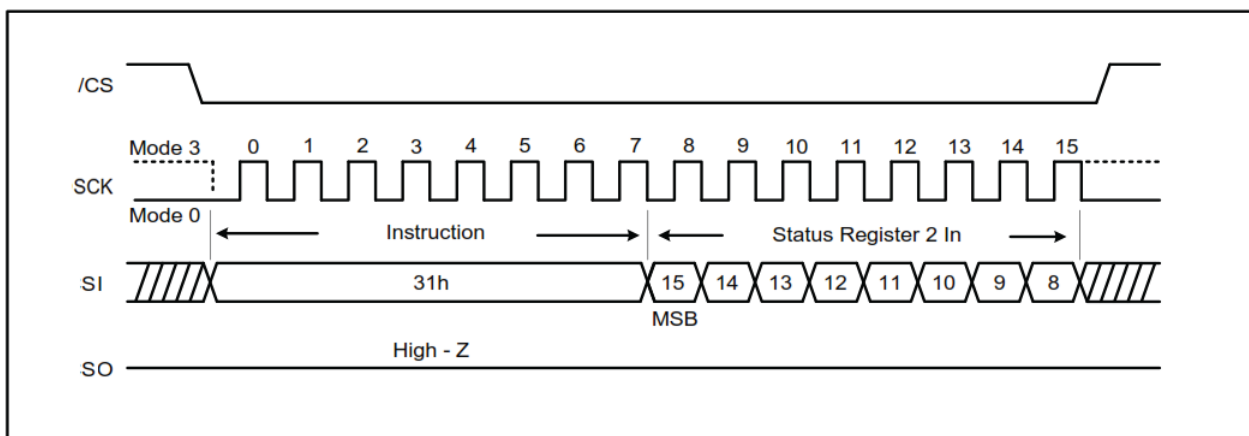 /CS
Mode 3 0 1 2 3 4 5 6 7 8 9 10 11 12 13 14 15
SCK
Mode 0
Instruction Status Register 2 In
SI 31h 15 14 13 12 11 10 9 8
MSB
High - Z
SO